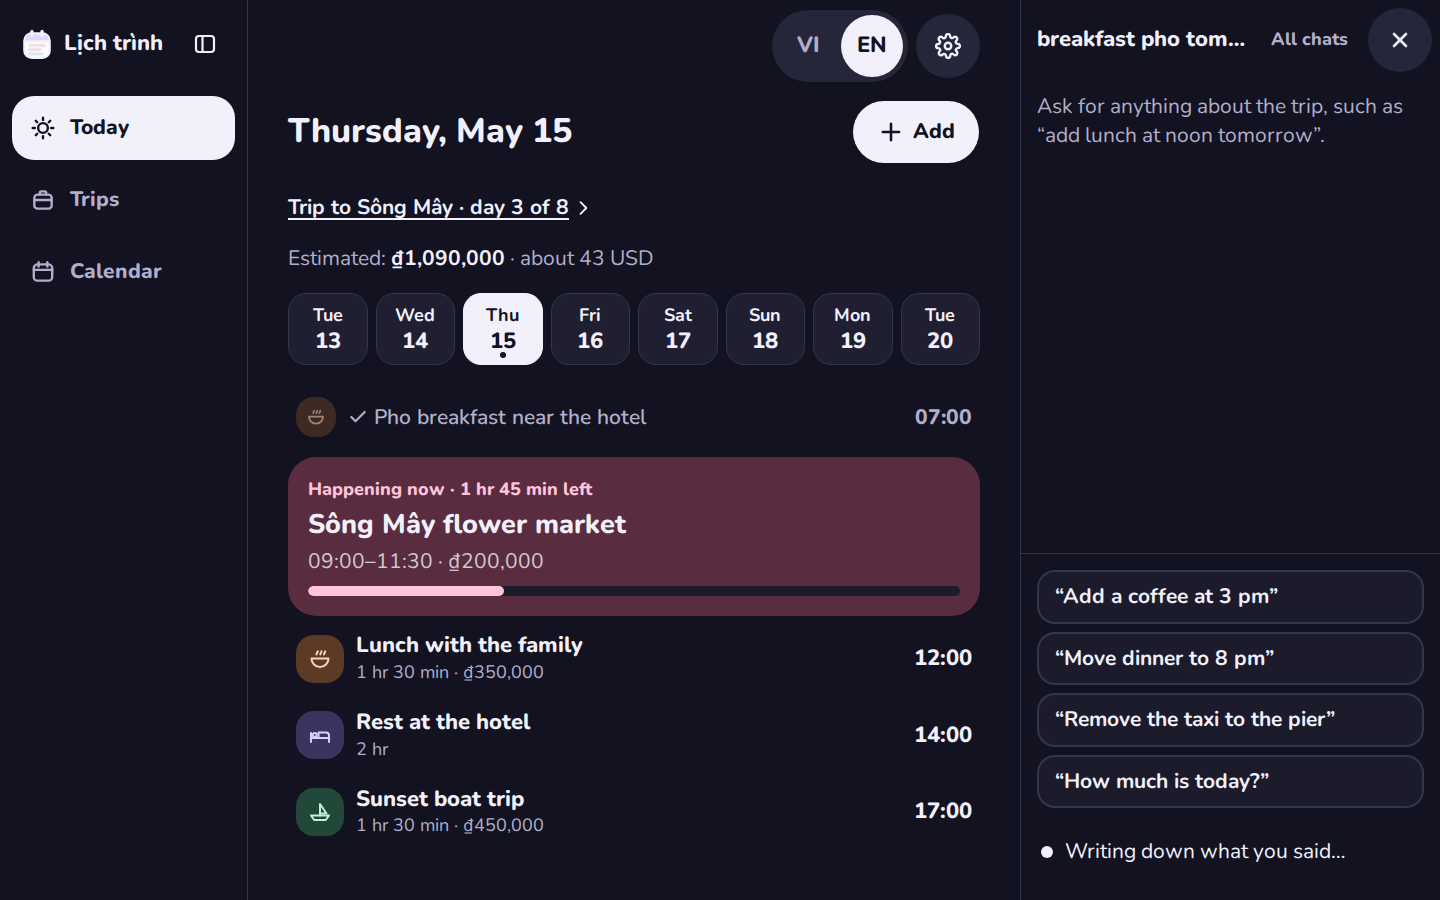 Lịch trình
VI
EN
breakfast pho tom...
All chats
Today
Trips
Calendar
Thursday, May 15
Add
Trip to Sông Mây · day 3 of 8
Estimated: ₫1,090,000 · about 43 USD
Tue
13
Wed
14
Thu
15
Fri
16
Sat
17
Sun
18
Mon
19
Tue
20
Pho breakfast near the hotel
07:00
Happening now · 1 hr 45 min left
Sông Mây flower market
09:00–11:30 · ₫200,000
Lunch with the family
1 hr 30 min · ₫350,000
12:00
Rest at the hotel
2 hr
14:00
Sunset boat trip
1 hr 30 min · ₫450,000
17:00
Ask for anything about the trip, such as
“add lunch at noon tomorrow”.
“Add a coffee at 3 pm”
“Move dinner to 8 pm”
“Remove the taxi to the pier”
“How much is today?”
Writing down what you said...